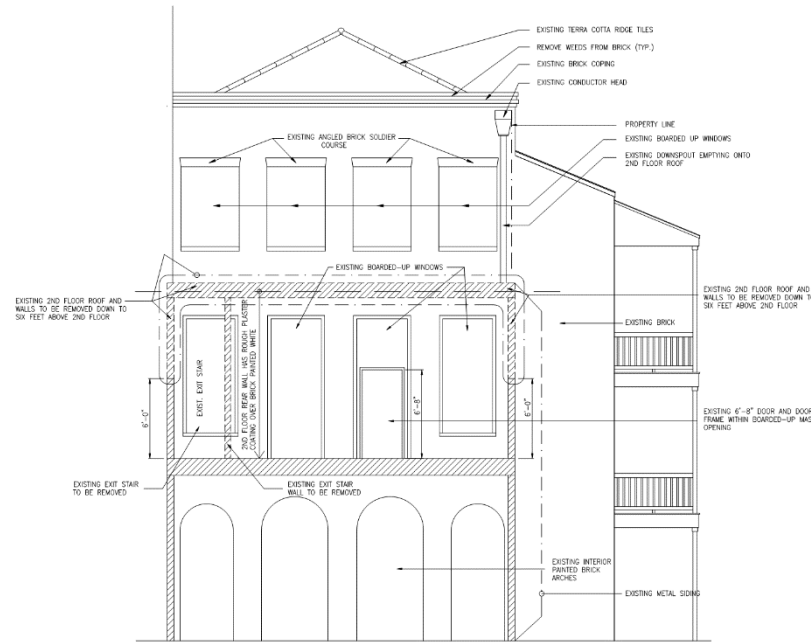 EXISTING TERRA COTTA RIDGE TILES
REMOVE WEEDS FROM BRICK (TYP.)
EXISTING BRICK COPING
EXISTING CONDUCTOR HEAD
PROPERTY LINE
EXISTING ANGLED BRICK SOLDIER
COURSE
EXISTING BOARDED UP WINDOWS
EXISTING DOWNSPOUT EMPTYING ONTO
2ND FLOOR ROOF
EXISTING BOARDED-UP WINDOWS
EXISTING 2ND FLOOR ROOF AND
WALLS TO BE REMOVED DOWN TO
SIX FEET ABOVE 2ND FLOOR
EXISTING 2ND FLOOR ROOF AND
WALLS TO BE REMOVED DOWN TO
SIX FEET ABOVE 2ND FLOOR
EXISTING BRICK
EXIST. EXIT STAIR
2ND FLOOR REAR WALL HAS ROUGH PLASTER
COATING OVER BRICK PAINTED WHITE
6'-0"
6'-8"
6'-0"
EXISTING 6'-8" DOOR AND DOOR
FRAME WITHIN BOARDED-UP MAS
OPENING
EXISTING EXIT STAIR
TO BE REMOVED
EXISTING EXIT STAIR
WALL TO BE REMOVED
EXISTING INTERIOR
PAINTED BRICK
ARCHES
EXISTING METAL SIDING